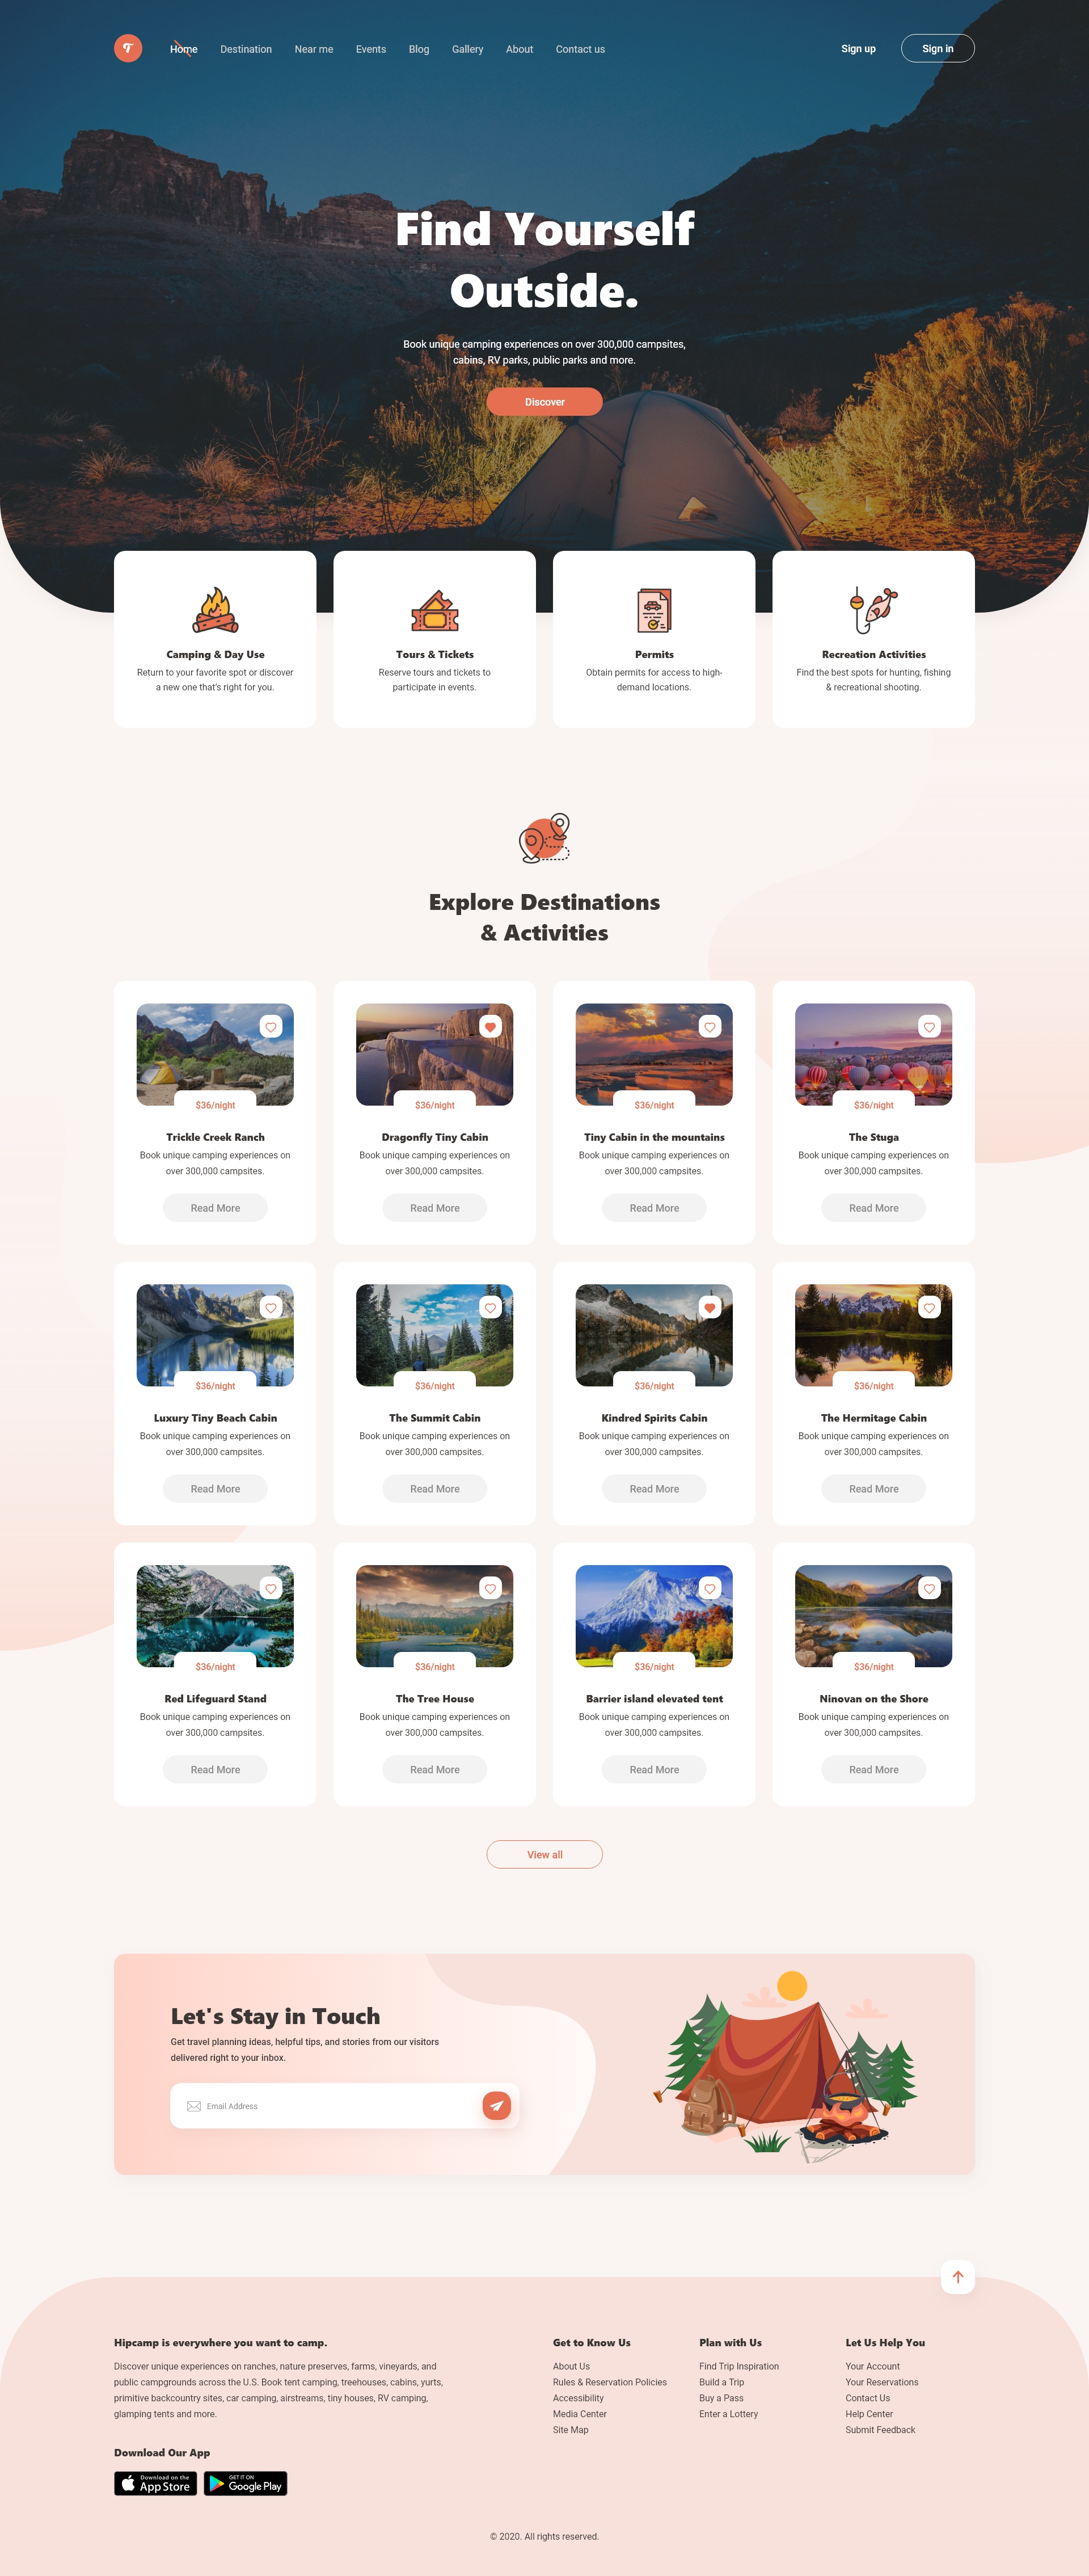 Home Destination Near me Events Blog Gallery About Contact us Sign up Sign in
Find Yourself
Outside.
Book unique camping experiences on over 300,000 campsites,
cabins, RV parks, public parks and more.
Discover
Camping & Day Use
Return to your favorite spot or discover
a new one that's right for you.
Tours & Tickets
Reserve tours and tickets to
participate in events.
Permits
Obtain permits for access to high-
demand locations.
Recreation Activities
Find the best spots for hunting, fishing
& recreational shooting.
Explore Destinations
& Activities
$36/night
Trickle Creek Ranch
Book unique camping experiences on
over 300,000 campsites.
Read More
$36/night
Dragonfly Tiny Cabin
Book unique camping experiences on
over 300,000 campsites.
Read More
$36/night
Tiny Cabin in the mountains
Book unique camping experiences on
over 300,000 campsites.
Read More
$36/night
The Stuga
Book unique camping experiences on
over 300,000 campsites.
Read More
$36/night
Luxury Tiny Beach Cabin
Book unique camping experiences on
over 300,000 campsites.
Read More
$36/night
The Summit Cabin
Book unique camping experiences on
over 300,000 campsites.
Read More
$36/night
Kindred Spirits Cabin
Book unique camping experiences on
over 300,000 campsites.
Read More
$36/night
The Hermitage Cabin
Book unique camping experiences on
over 300,000 campsites.
Read More
$36/night
Red Lifeguard Stand
Book unique camping experiences on
over 300,000 campsites.
Read More
$36/night
The Tree House
Book unique camping experiences on
over 300,000 campsites.
Read More
$36/night
Barrier island elevated tent
Book unique camping experiences on
over 300,000 campsites.
Read More
$36/night
Ninovan on the Shore
Book unique camping experiences on
over 300,000 campsites.
Read More
View all
Let's Stay in Touch
Get travel planning ideas, helpful tips, and stories from our visitors
delivered right to your inbox.
Email Address
Hipcamp is everywhere you want to camp.
Discover unique experiences on ranches, nature preserves, farms, vineyards, and
public campgrounds across the U.S. Book tent camping, treehouses, cabins, yurts,
primitive backcountry sites, car camping, airstreams, tiny houses, RV camping,
glamping tents and more.
Download Our App
Download on the
App Store
GET IT ON
Google Play
Get to Know Us
About Us
Rules & Reservation Policies
Accessibility
Media Center
Site Map
Plan with Us
Find Trip Inspiration
Build a Trip
Buy a Pass
Enter a Lottery
Let Us Help You
Your Account
Your Reservations
Contact Us
Help Center
Submit Feedback
© 2020. All rights reserved.